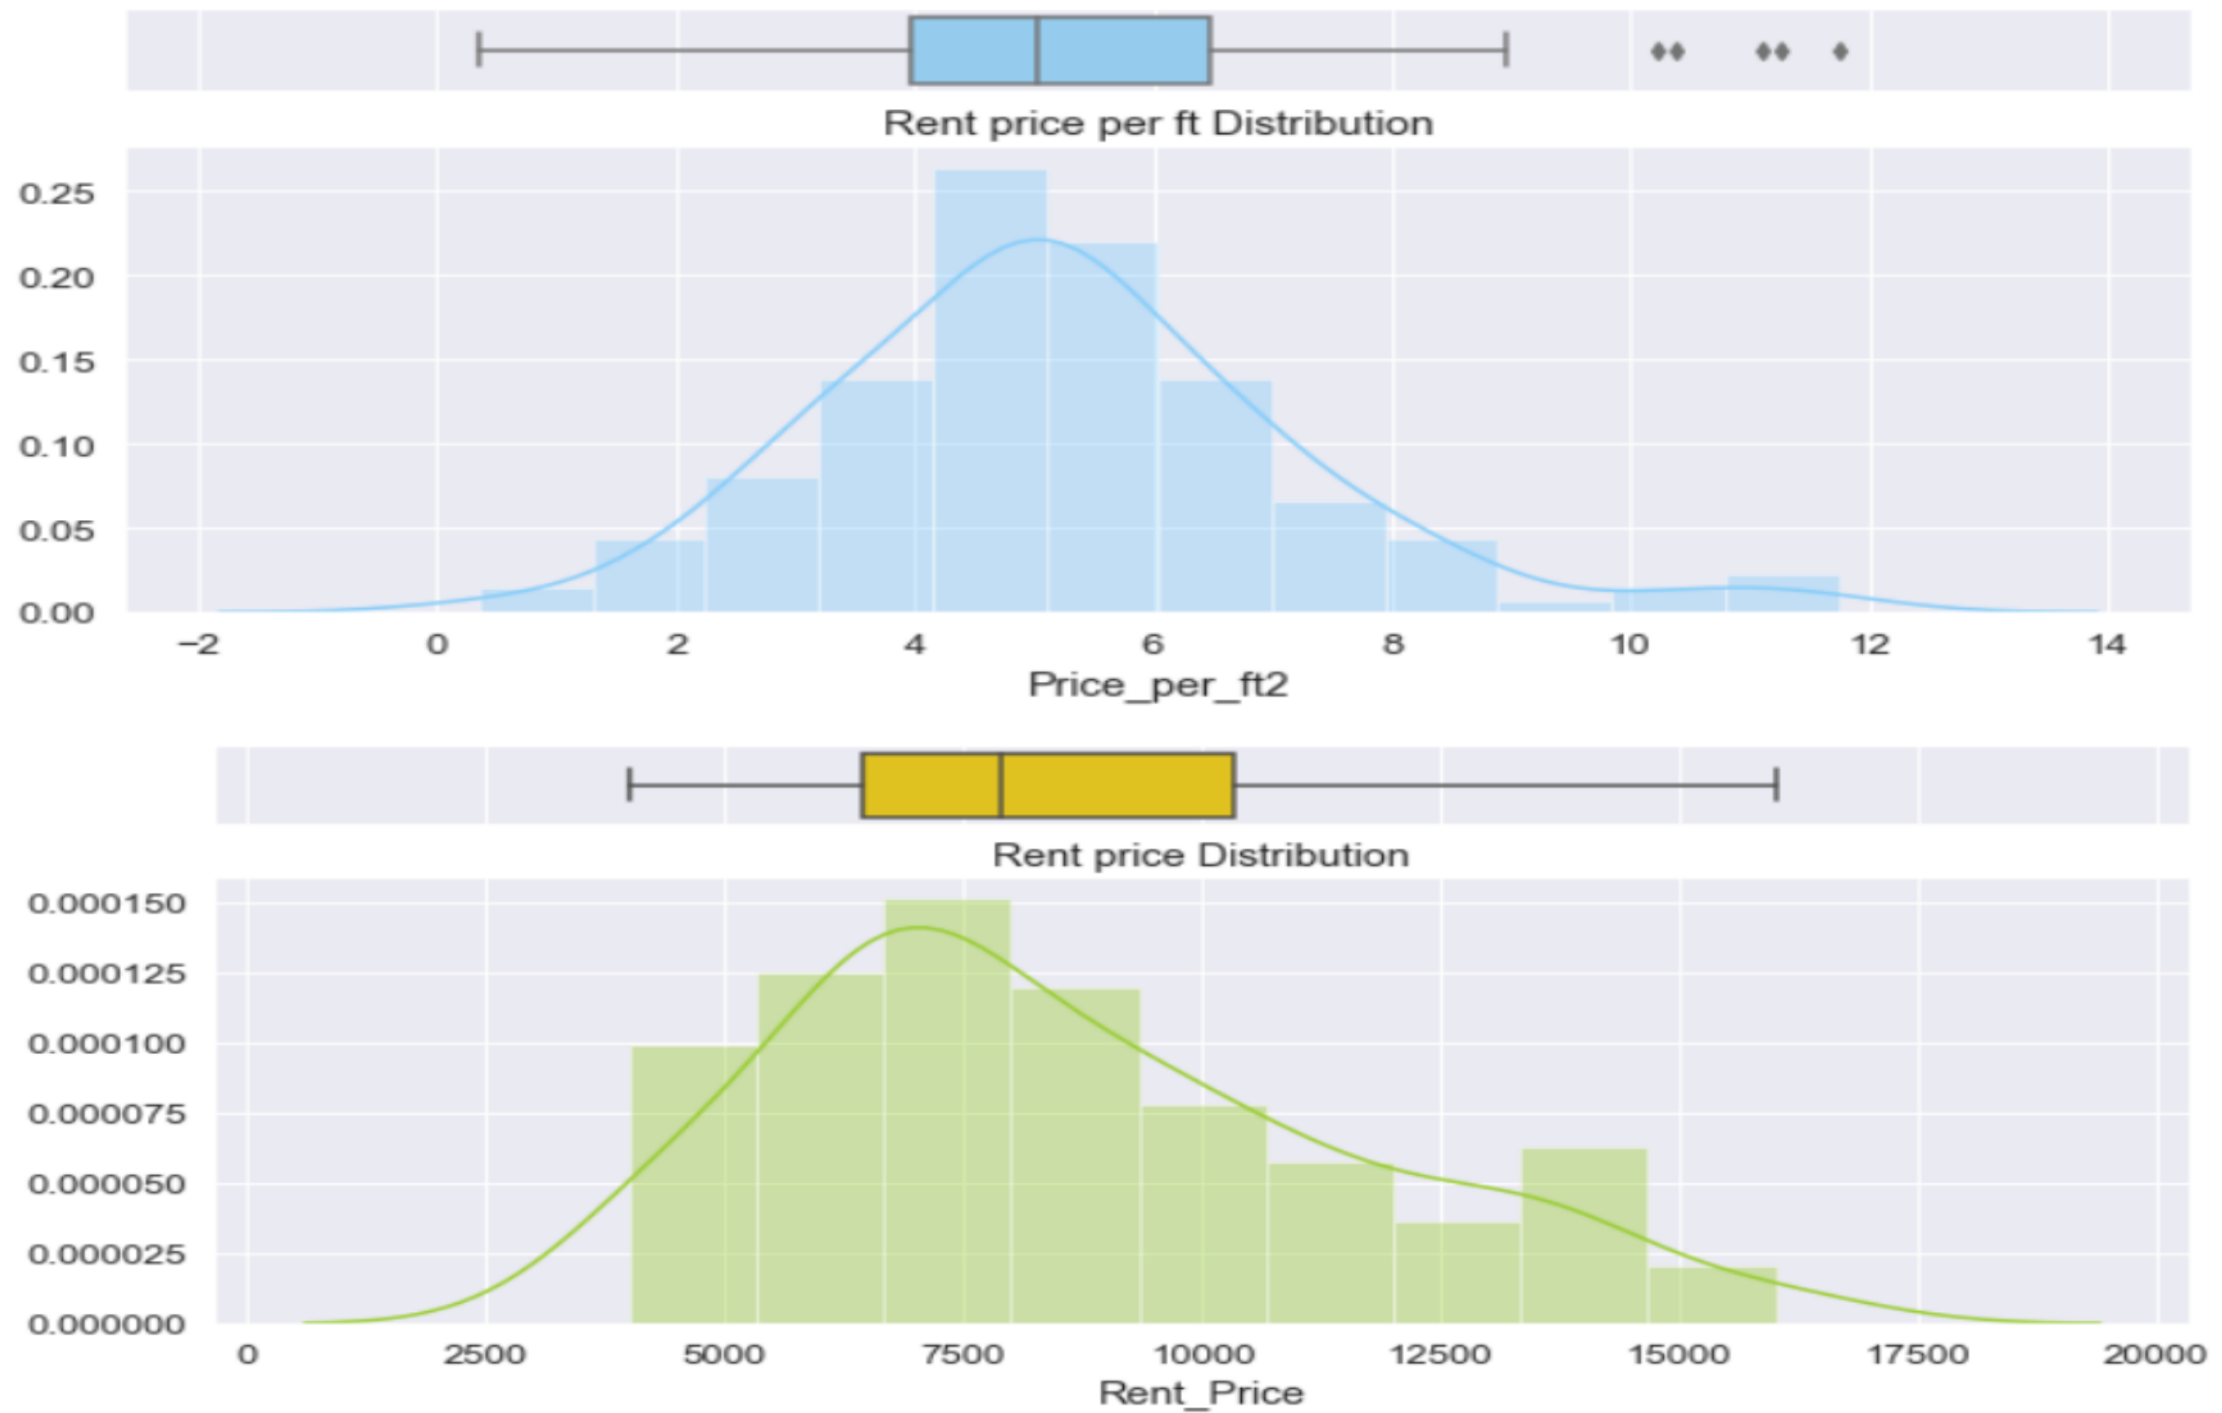 Rent price per ft Distribution
0.25
0.20
0.15
0.10
0.05
0.00
−2 0 2 4 6 8 10 12 14
Price_per_ft2
Rent price Distribution
0.000150
0.000125
0.000100
0.000075
0.000050
0.000025
0.000000
0 2500 5000 7500 10000 12500 15000 17500 20000
Rent_Price